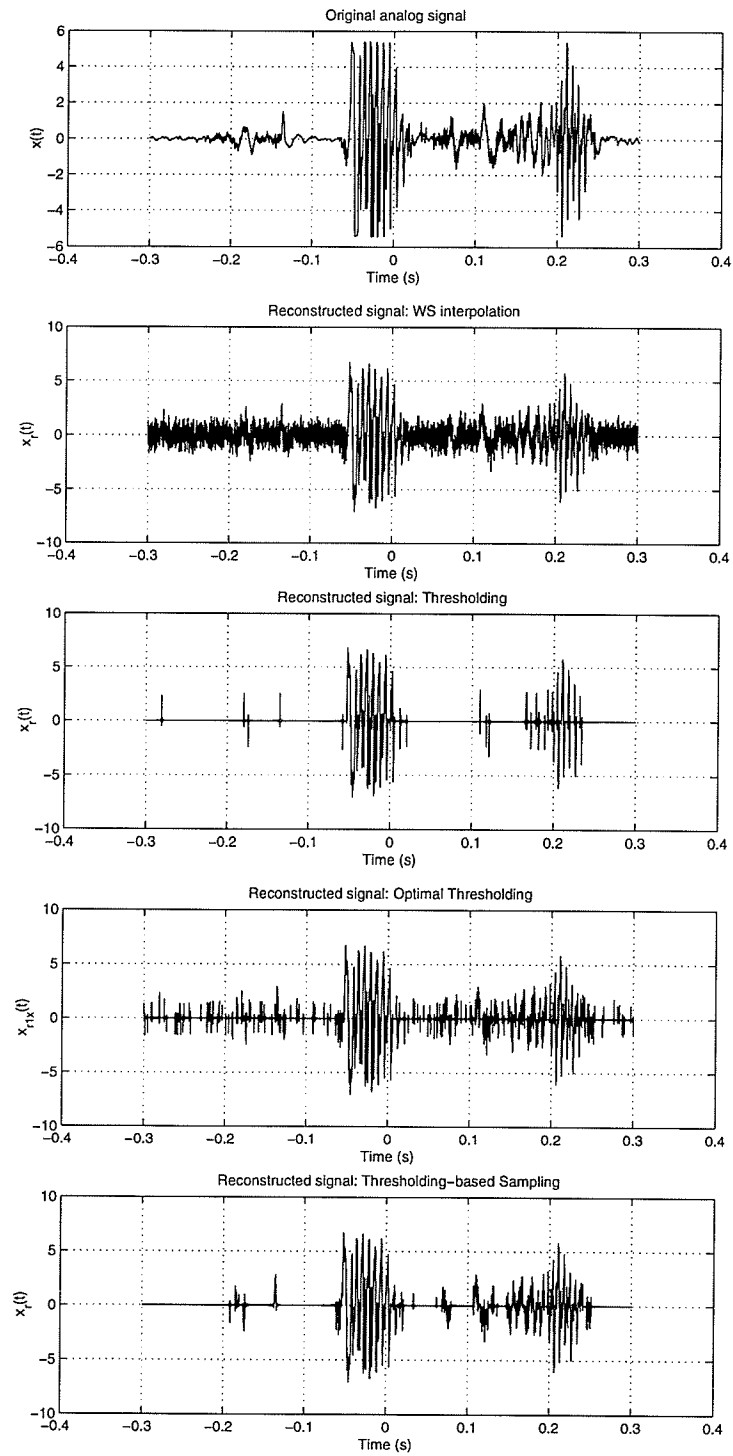 Original analog signal
6
4
2
0
−2
−4
−6
x(t)
−0.4 −0.3 −0.2 −0.1 0 0.1 0.2 0.3 0.4
Time (s)
Reconstructed signal: WS interpolation
10
5
0
−5
−10
x_r(t)
−0.4 −0.3 −0.2 −0.1 0 0.1 0.2 0.3 0.4
Time (s)
Reconstructed signal: Thresholding
10
5
0
−5
−10
x_r(t)
−0.4 −0.3 −0.2 −0.1 0 0.1 0.2 0.3 0.4
Time (s)
Reconstructed signal: Optimal Thresholding
10
5
0
−5
−10
x_r1x(t)
−0.4 −0.3 −0.2 −0.1 0 0.1 0.2 0.3 0.4
Time (s)
Reconstructed signal: Thresholding−based Sampling
10
5
0
−5
−10
x_r(t)
−0.4 −0.3 −0.2 −0.1 0 0.1 0.2 0.3 0.4
Time (s)